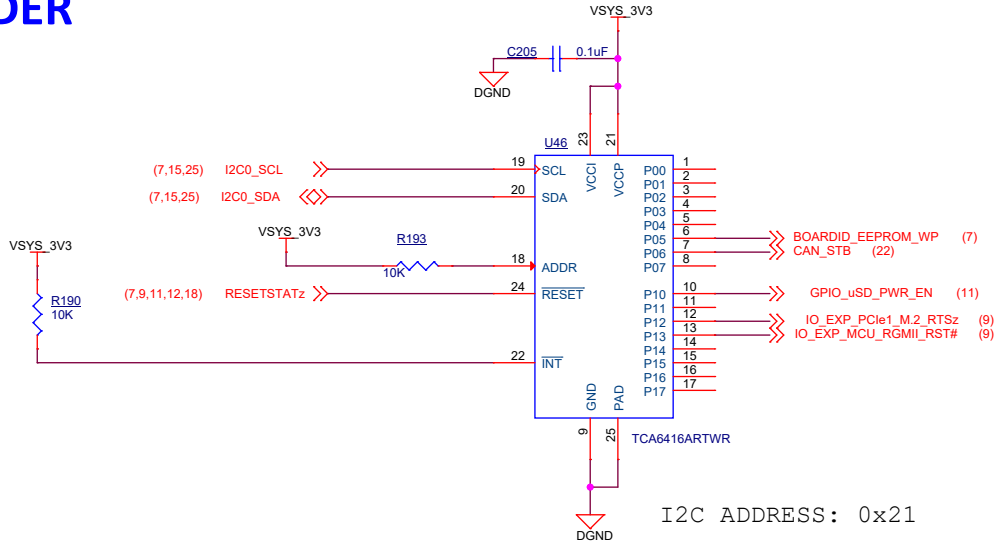 DER
VSYS_3V3
C205 0.1uF
DGND
23 21
U46
VCCI VCCP
(7,15,25) I2C0_SCL 19 SCL P00 1
P01 2
(7,15,25) I2C0_SDA 20 SDA P02 3
P03 4
P04 5
P05 6 BOARDID_EEPROM_WP (7)
P06 7 CAN_STB (22)
VSYS_3V3 R193 10K 18 ADDR P07 8
(7,9,11,12,18) RESETSTATz 24 RESET P10 10 GPIO_uSD_PWR_EN (11)
P11 11
VSYS_3V3
R190
10K
P12 12 IO_EXP_PCIe1_M.2_RTSz (9)
P13 13 IO_EXP_MCU_RGMII_RST# (9)
P14 14
22 INT P15 15
P16 16
P17 17
GND PAD
9 25
TCA6416ARTWR
DGND
I2C ADDRESS: 0x21